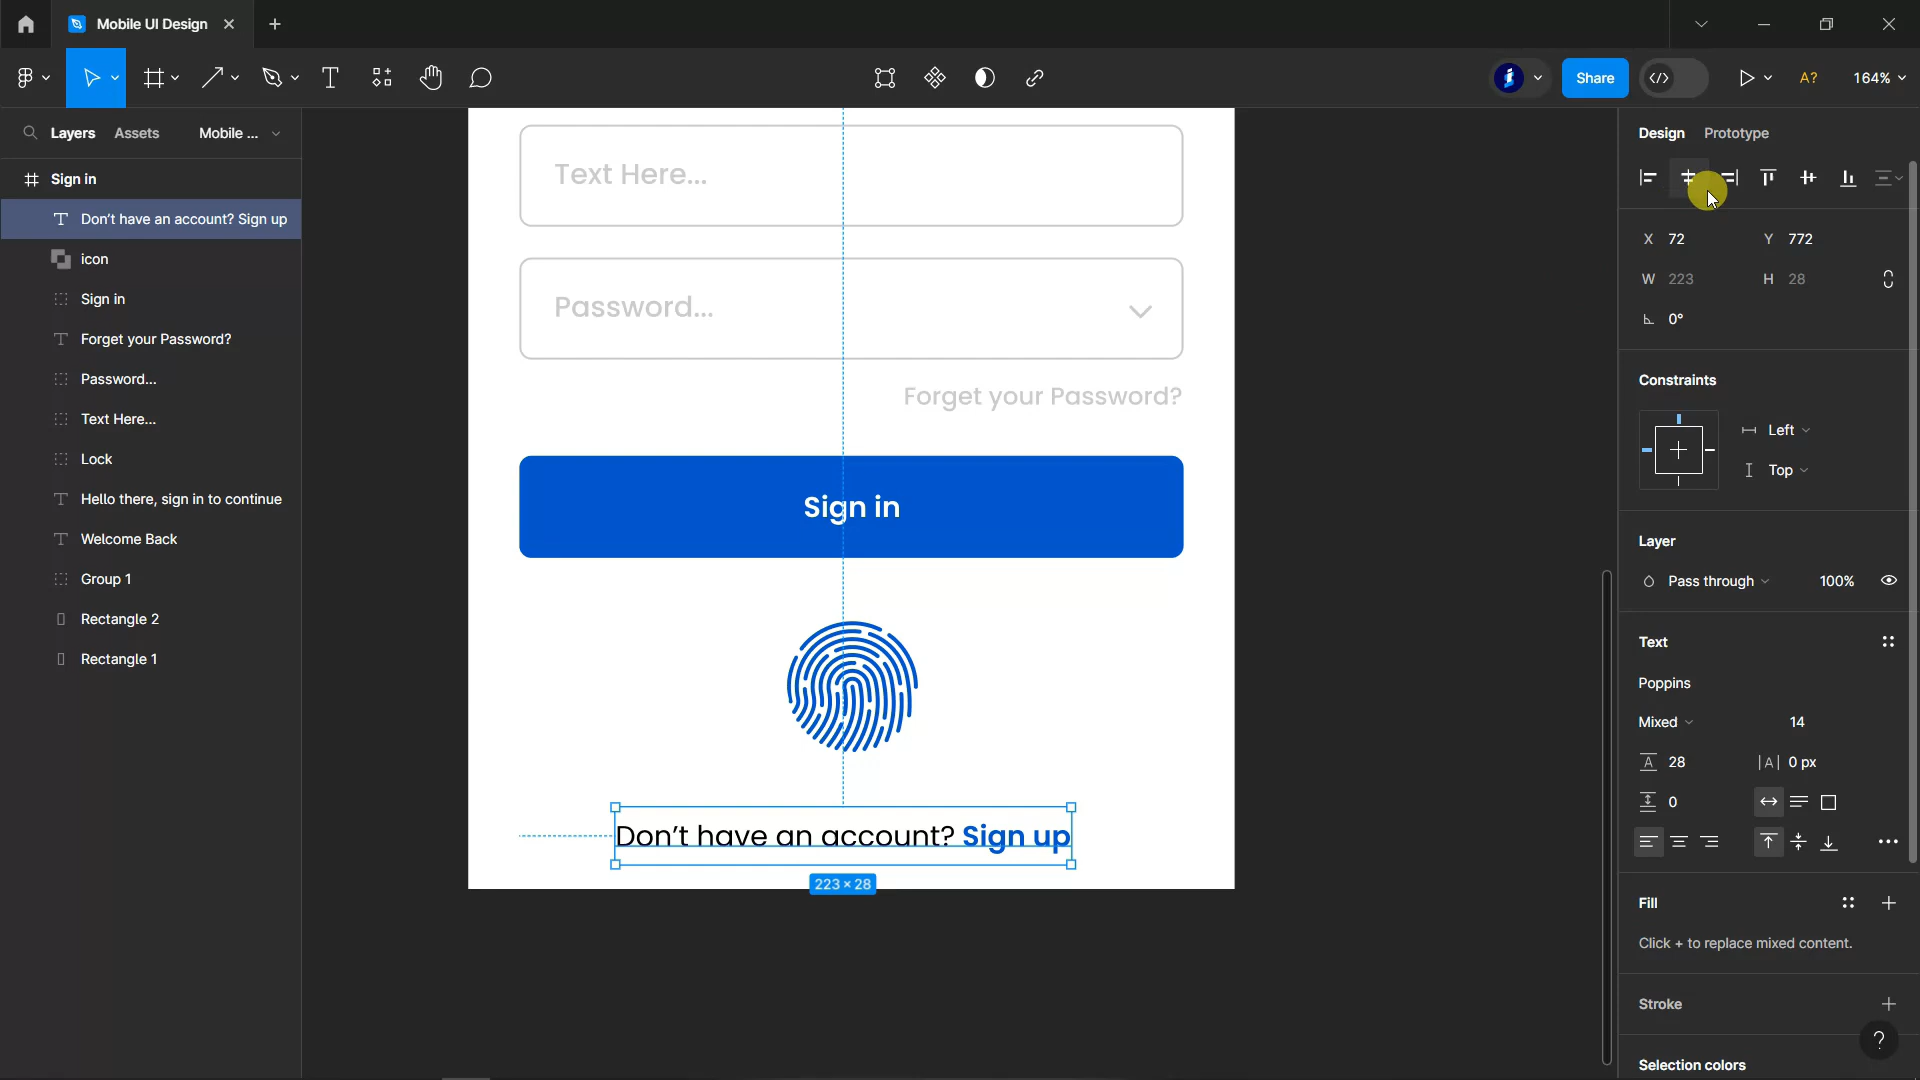 Mobile UI Design
Share
A?
164%
Layers Assets Mobile ...
Sign in
Don't have an account? Sign up
icon
Sign in
Forget your Password?
Password...
Text Here...
Lock
Hello there, sign in to continue
Welcome Back
Group 1
Rectangle 2
Rectangle 1
Text Here...
Password...
Forget your Password?
Sign in
Don't have an account? Sign up
223 × 28
Design Prototype
X 72 Y 772
W 223 H 28
0°
Constraints
Left
Top
Layer
Pass through 100%
Text
Poppins
Mixed 14
A 28 |A| 0 px
0
Fill
Click + to replace mixed content.
Stroke
?
Selection colors